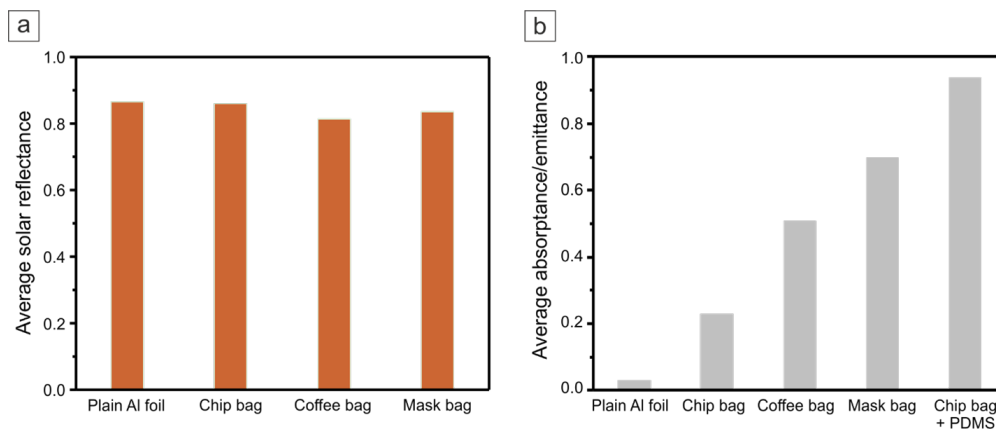 a
Average solar reflectance
1.0
0.8
0.6
0.4
0.2
0.0
Plain Al foil Chip bag Coffee bag Mask bag
b
Average absorptance/emittance
1.0
0.8
0.6
0.4
0.2
0.0
Plain Al foil Chip bag Coffee bag Mask bag Chip bag
+ PDMS